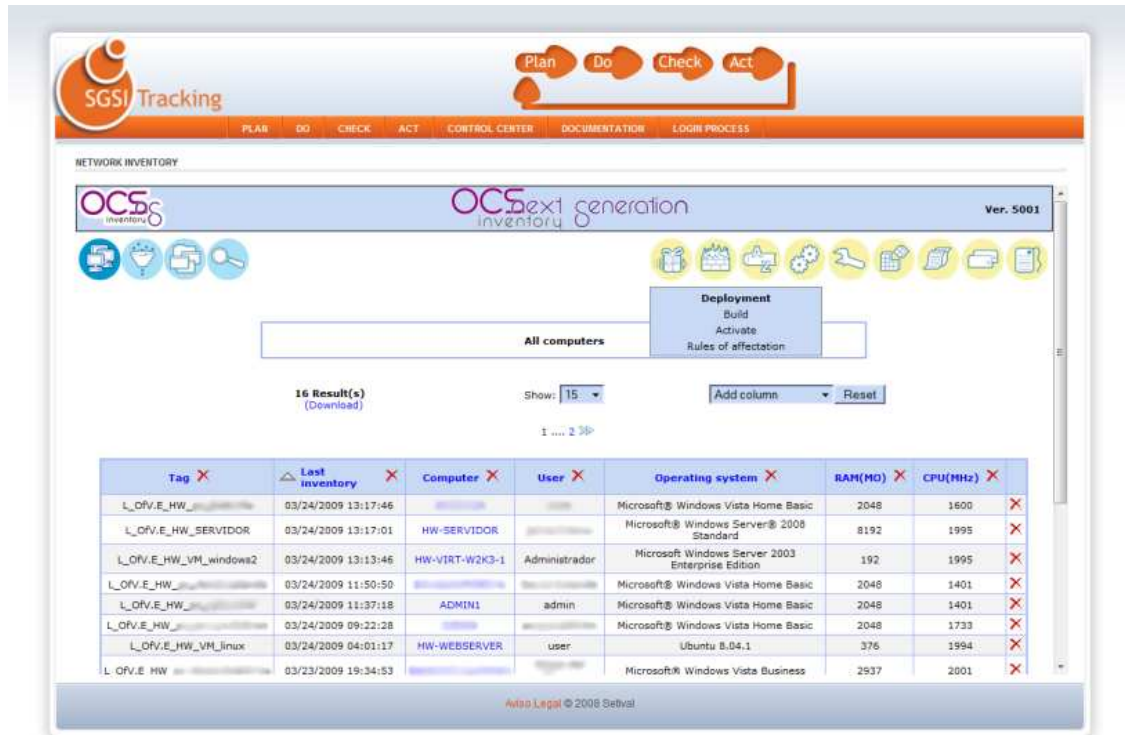 Plan Do Check Act
SGSI Tracking
PLAN DO CHECK ACT CONTROL CENTER DOCUMENTATION LOGIN PROCESS
NETWORK INVENTORY
OCSng inventory
OCSnext generation inventory
Ver. 5001
Deployment
Build
Activate
Rules of affectation
All computers
16 Result(s)
(Download)
Show: 15
Add column
Reset
1 .... 2
Tag Last inventory Computer User Operating system RAM(MO) CPU(MHz)
L_OfV.E_HW_ 03/24/2009 13:17:46 Microsoft® Windows Vista Home Basic 2048 1600
L_OfV.E_HW_SERVIDOR 03/24/2009 13:17:01 HW-SERVIDOR Microsoft® Windows Server® 2008 Standard 8192 1995
L_OfV.E_HW_VM_windows2 03/24/2009 13:13:46 HW-VIRT-W2K3-1 Administrador Microsoft Windows Server 2003 Enterprise Edition 192 1995
L_OfV.E_HW_ 03/24/2009 11:50:50 Microsoft® Windows Vista Home Basic 2048 1401
L_OfV.E_HW_ 03/24/2009 11:37:18 ADMIN1 admin Microsoft® Windows Vista Home Basic 2048 1401
L_OfV.E_HW_ 03/24/2009 09:22:28 Microsoft® Windows Vista Home Basic 2048 1733
L_OfV.E_HW_VM_linux 03/24/2009 04:01:17 HW-WEBSERVER user Ubuntu 8.04.1 376 1994
L_OfV.E_HW 03/23/2009 19:34:53 Microsoft® Windows Vista Business 2937 2001
Aviso Legal © 2008 Setival